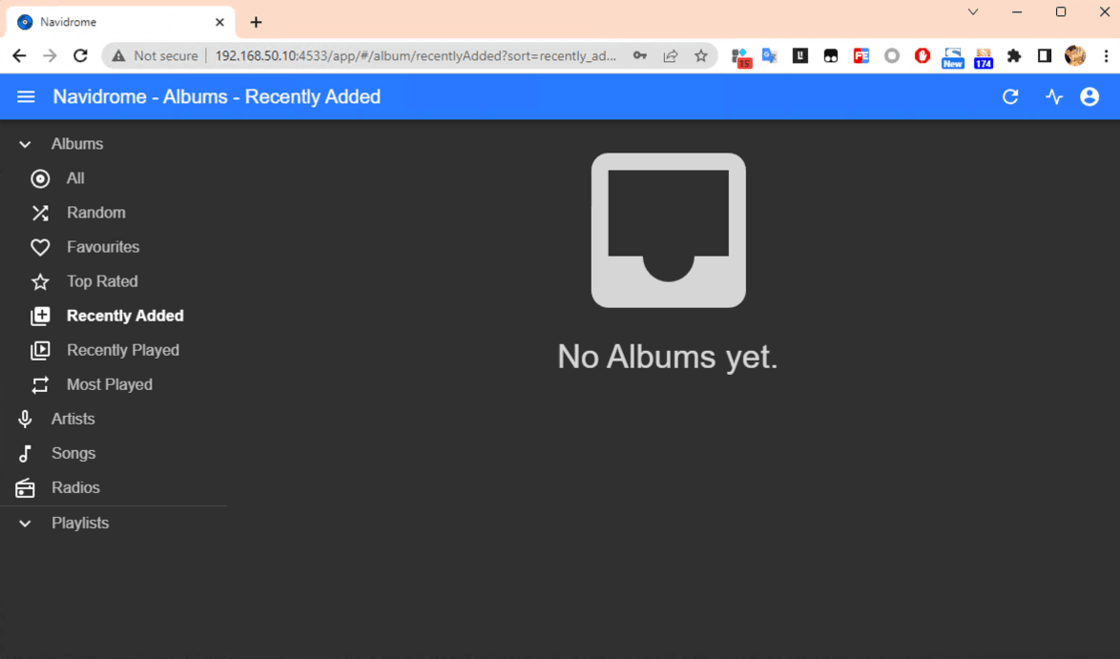 Navidrome
Not secure
192.168.50.10:4533/app/#/album/recentlyAdded?sort=recently_ad...
15
LI
FE
New
174
Navidrome - Albums - Recently Added
Albums
All
Random
Favourites
Top Rated
Recently Added
Recently Played
Most Played
Artists
Songs
Radios
Playlists
No Albums yet.